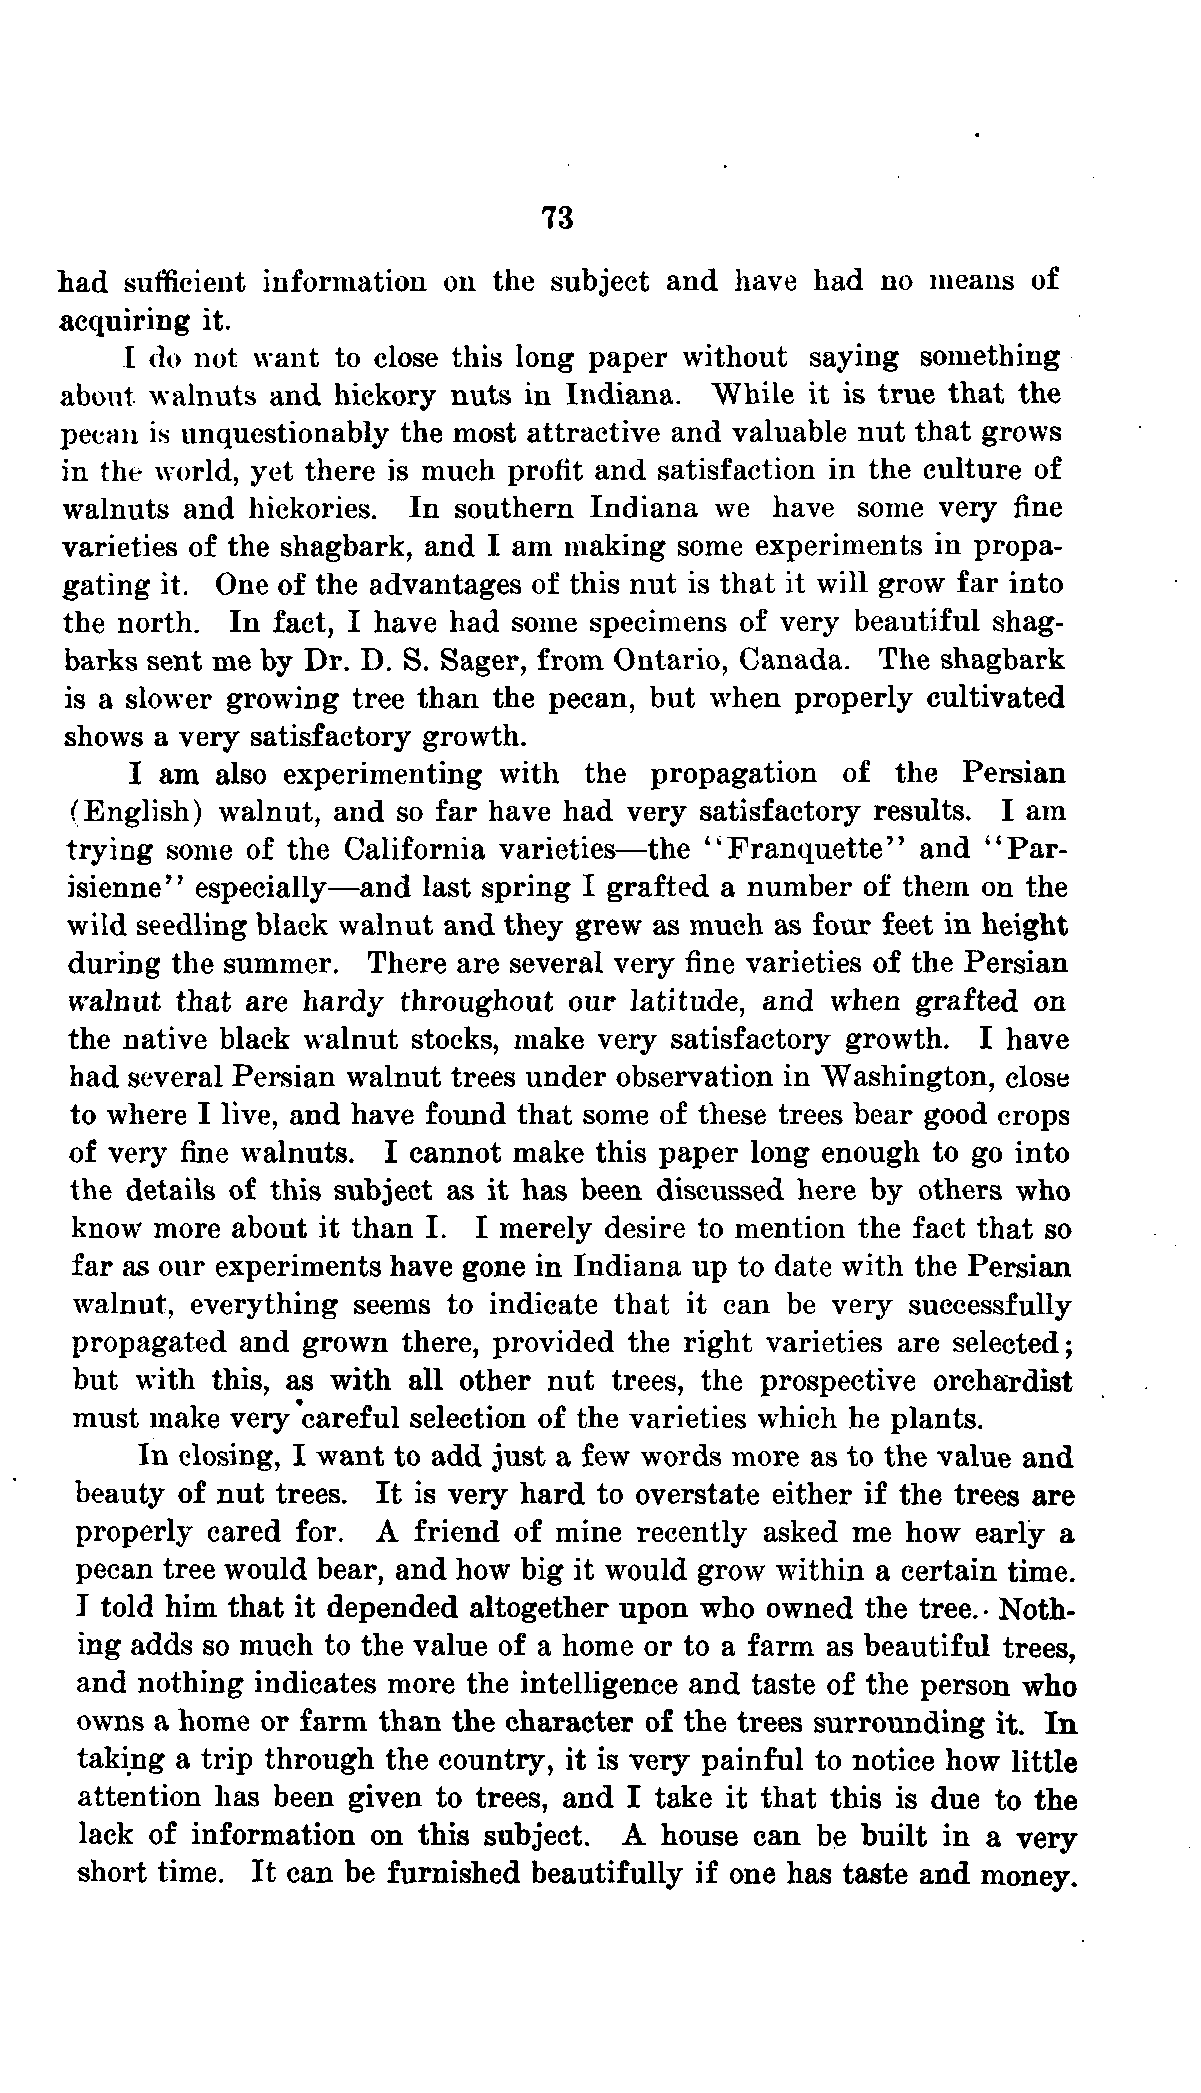 73
had sufficient information on the subject and have had no means of
acquiring it.
I do not want to close this long paper without saying something
about walnuts and hickory nuts in Indiana. While it is true that the
pecan is unquestionably the most attractive and valuable nut that grows
in the world, yet there is much profit and satisfaction in the culture of
walnuts and hickories. In southern Indiana we have some very fine
varieties of the shagbark, and I am making some experiments in propa-
gating it. One of the advantages of this nut is that it will grow far into
the north. In fact, I have had some specimens of very beautiful shag-
barks sent me by Dr. D. S. Sager, from Ontario, Canada. The shagbark
is a slower growing tree than the pecan, but when properly cultivated
shows a very satisfactory growth.
I am also experimenting with the propagation of the Persian
(English) walnut, and so far have had very satisfactory results. I am
trying some of the California varieties—the "Franquette" and "Par-
isienne" especially—and last spring I grafted a number of them on the
wild seedling black walnut and they grew as much as four feet in height
during the summer. There are several very fine varieties of the Persian
walnut that are hardy throughout our latitude, and when grafted on
the native black walnut stocks, make very satisfactory growth. I have
had several Persian walnut trees under observation in Washington, close
to where I live, and have found that some of these trees bear good crops
of very fine walnuts. I cannot make this paper long enough to go into
the details of this subject as it has been discussed here by others who
know more about it than I. I merely desire to mention the fact that so
far as our experiments have gone in Indiana up to date with the Persian
walnut, everything seems to indicate that it can be very successfully
propagated and grown there, provided the right varieties are selected;
but with this, as with all other nut trees, the prospective orchardist
must make very careful selection of the varieties which he plants.
In closing, I want to add just a few words more as to the value and
beauty of nut trees. It is very hard to overstate either if the trees are
properly cared for. A friend of mine recently asked me how early a
pecan tree would bear, and how big it would grow within a certain time.
I told him that it depended altogether upon who owned the tree. Noth-
ing adds so much to the value of a home or to a farm as beautiful trees,
and nothing indicates more the intelligence and taste of the person who
owns a home or farm than the character of the trees surrounding it. In
taking a trip through the country, it is very painful to notice how little
attention has been given to trees, and I take it that this is due to the
lack of information on this subject. A house can be built in a very
short time. It can be furnished beautifully if one has taste and money.